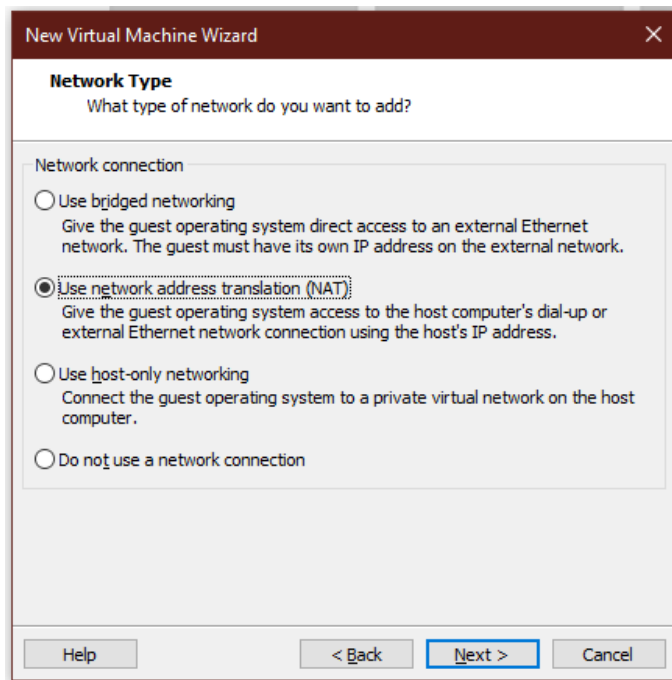 New Virtual Machine Wizard
Network Type
What type of network do you want to add?
Network connection
Use bridged networking
Give the guest operating system direct access to an external Ethernet
network. The guest must have its own IP address on the external network.
Use network address translation (NAT)
Give the guest operating system access to the host computer's dial-up or
external Ethernet network connection using the host's IP address.
Use host-only networking
Connect the guest operating system to a private virtual network on the host
computer.
Do not use a network connection
Help
< Back
Next >
Cancel